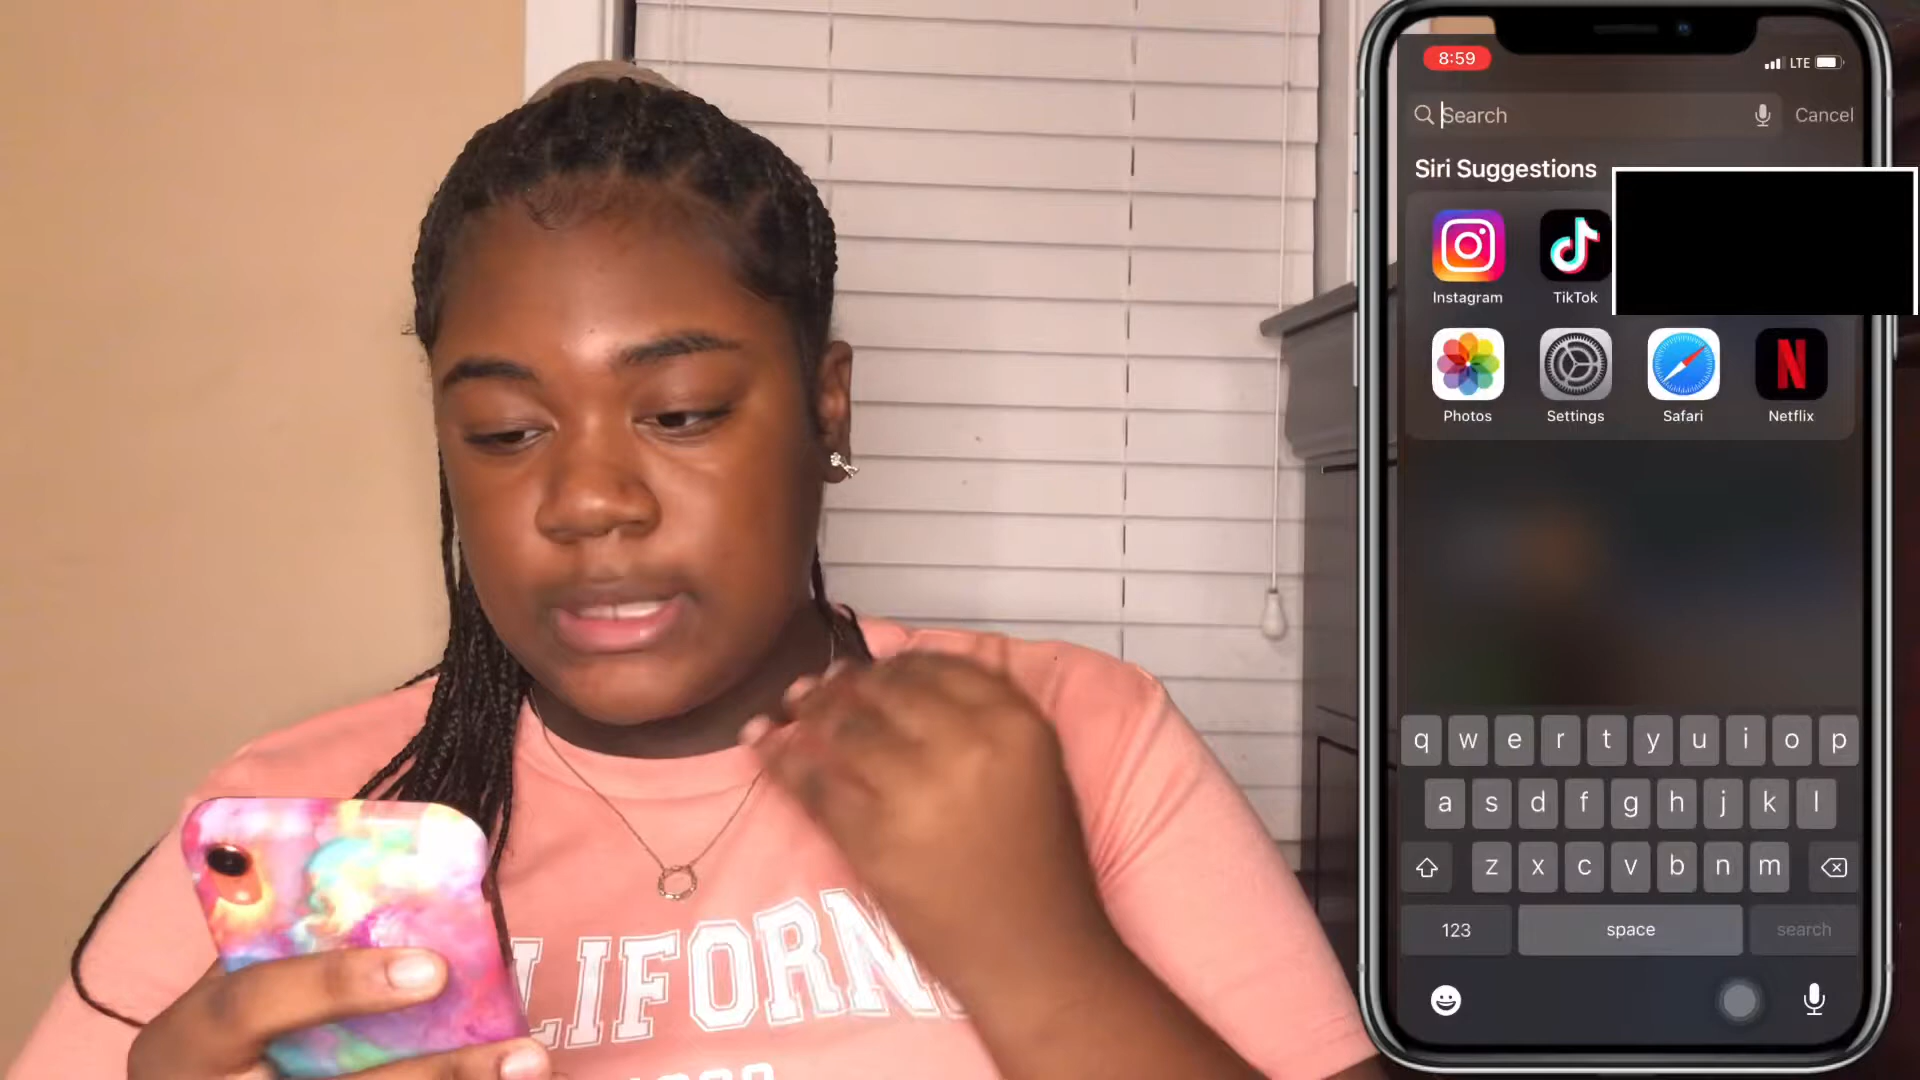 8:59
LTE
Search
Cancel
Siri Suggestions
Instagram
TikTok
N
Photos
Settings
Safari
Netflix
q w e r t y u i o p
a s d f g h j k l
z x c v b n m
123
space
search
LIFORN